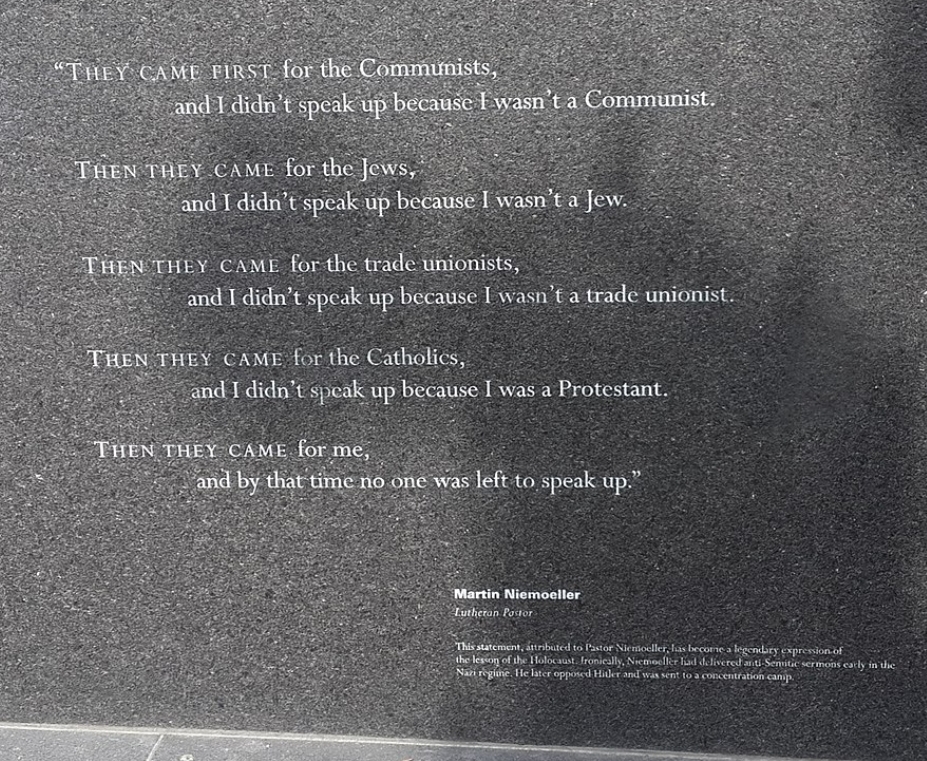 “THEY CAME FIRST for the Communists,
and I didn’t speak up because I wasn’t a Communist.
THEN THEY CAME for the Jews,
and I didn’t speak up because I wasn’t a Jew.
THEN THEY CAME for the trade unionists,
and I didn’t speak up because I wasn’t a trade unionist.
THEN THEY CAME for the Catholics,
and I didn’t speak up because I was a Protestant.
THEN THEY CAME for me,
and by that time no one was left to speak up.”
Martin Niemoeller
Lutheran Pastor
This statement, attributed to Pastor Niemoeller, has become a legendary expression of
the lesson of the Holocaust. Ironically, Niemoeller had delivered anti-Semitic sermons early in the
Nazi regime. He later opposed Hitler and was sent to a concentration camp.